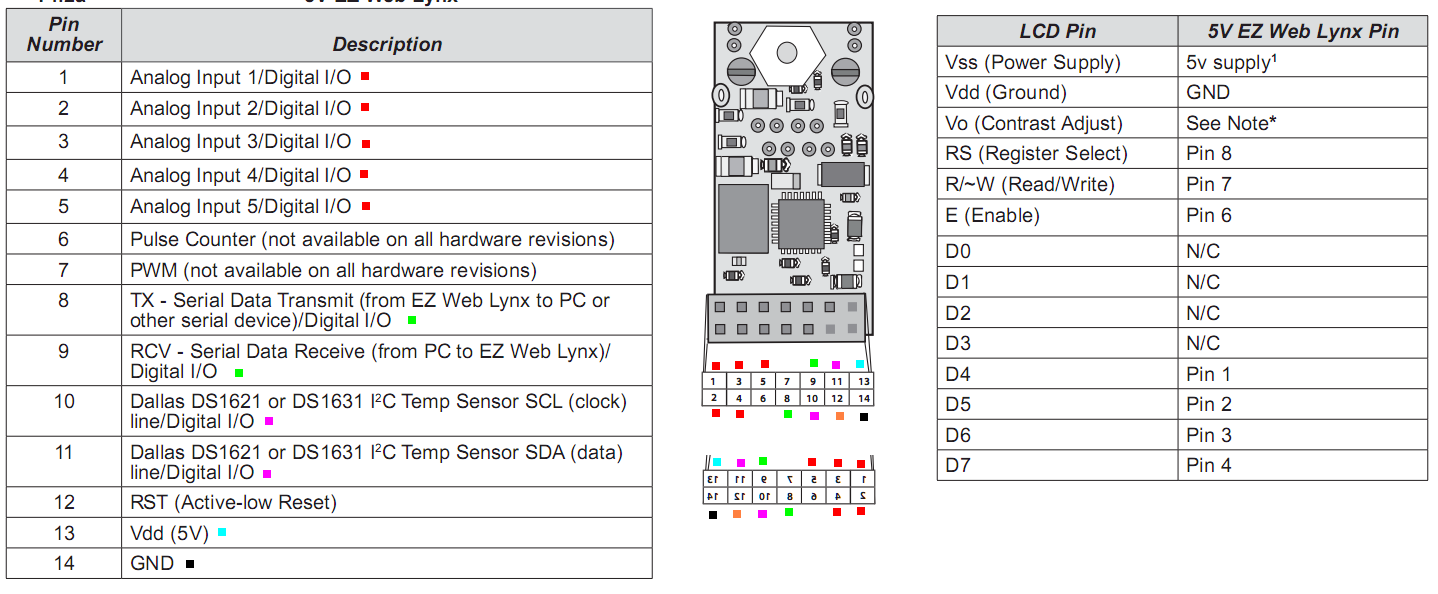 5V EZ Web Lynx
Pin Number Description
1 Analog Input 1/Digital I/O
2 Analog Input 2/Digital I/O
3 Analog Input 3/Digital I/O
4 Analog Input 4/Digital I/O
5 Analog Input 5/Digital I/O
6 Pulse Counter (not available on all hardware revisions)
7 PWM (not available on all hardware revisions)
8 TX - Serial Data Transmit (from EZ Web Lynx to PC or
other serial device)/Digital I/O
9 RCV - Serial Data Receive (from PC to EZ Web Lynx)/
Digital I/O
10 Dallas DS1621 or DS1631 I²C Temp Sensor SCL (clock)
line/Digital I/O
11 Dallas DS1621 or DS1631 I²C Temp Sensor SDA (data)
line/Digital I/O
12 RST (Active-low Reset)
13 Vdd (5V)
14 GND
1 3 5 7 9 11 13
2 4 6 8 10 12 14
13 11 9 7 5 3 1
14 12 10 8 6 4 2
LCD Pin 5V EZ Web Lynx Pin
Vss (Power Supply) 5v supply¹
Vdd (Ground) GND
Vo (Contrast Adjust) See Note*
RS (Register Select) Pin 8
R/~W (Read/Write) Pin 7
E (Enable) Pin 6
D0 N/C
D1 N/C
D2 N/C
D3 N/C
D4 Pin 1
D5 Pin 2
D6 Pin 3
D7 Pin 4